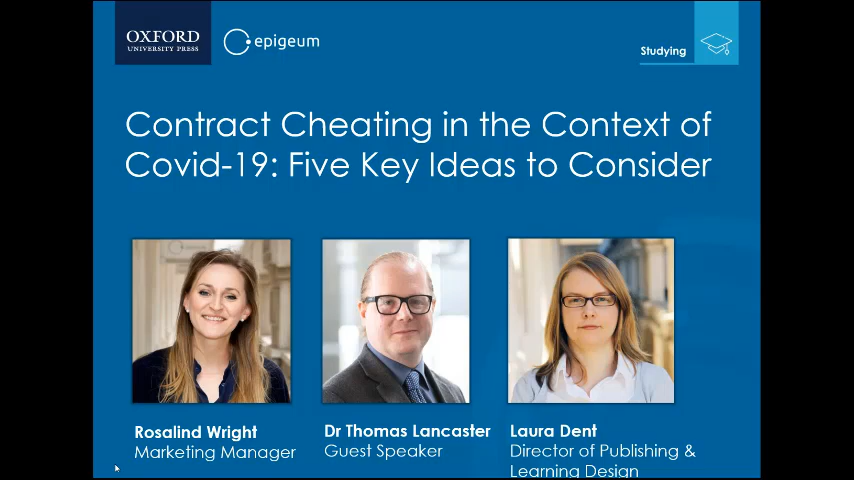 OXFORD
UNIVERSITY PRESS
epigeum
Studying
Contract Cheating in the Context of
Covid-19: Five Key Ideas to Consider
Rosalind Wright
Marketing Manager
Dr Thomas Lancaster
Guest Speaker
Laura Dent
Director of Publishing &
Learning Design